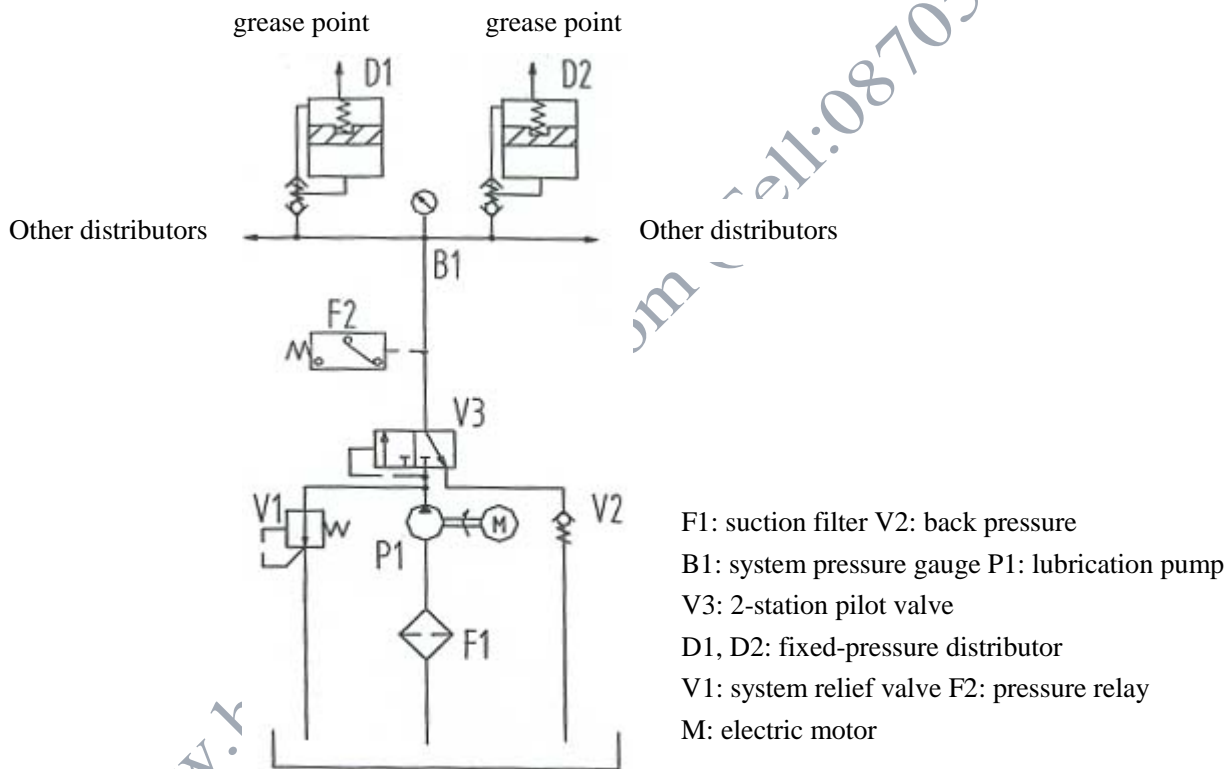 grease point grease point
D1 D2
Cell:08705
Other distributors Other distributors
B1
F2
V3
V1 V2
M
P1
F1
F1: suction filter V2: back pressure
B1: system pressure gauge P1: lubrication pump
V3: 2-station pilot valve
D1, D2: fixed-pressure distributor
V1: system relief valve F2: pressure relay
M: electric motor